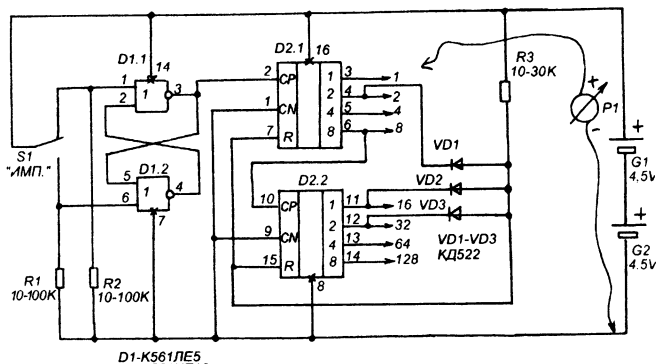 D1.1
14
1
2
1
3
S1
"ИМП."
D1.2
5
6
1
4
7
R1
10-100К
R2
10-100К
D1-К561ЛЕ5
D2.1
16
2
CP
1
CN
7
R
1
3
1
2
4
2
4
5
4
8
6
8
D2.2
10
CP
9
CN
15
R
8
1
11
16
2
12
32
4
13
64
8
14
128
VD1
VD2
VD3
VD1-VD3
КД522
R3
10-30К
+
P1
-
+
G1
4.5V
+
G2
4.5V